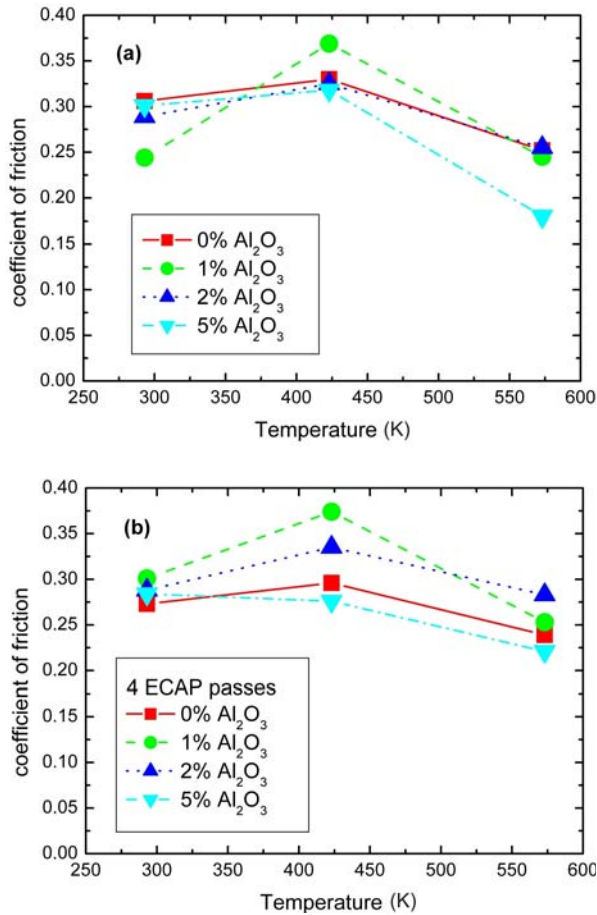 (a)
coefficient of friction
0.40
0.35
0.30
0.25
0.20
0.15
0.10
0.05
0.00
0% Al₂O₃
1% Al₂O₃
2% Al₂O₃
5% Al₂O₃
250 300 350 400 450 500 550 600
Temperature (K)
(b)
coefficient of friction
0.40
0.35
0.30
0.25
0.20
0.15
0.10
0.05
0.00
4 ECAP passes
0% Al₂O₃
1% Al₂O₃
2% Al₂O₃
5% Al₂O₃
250 300 350 400 450 500 550 600
Temperature (K)